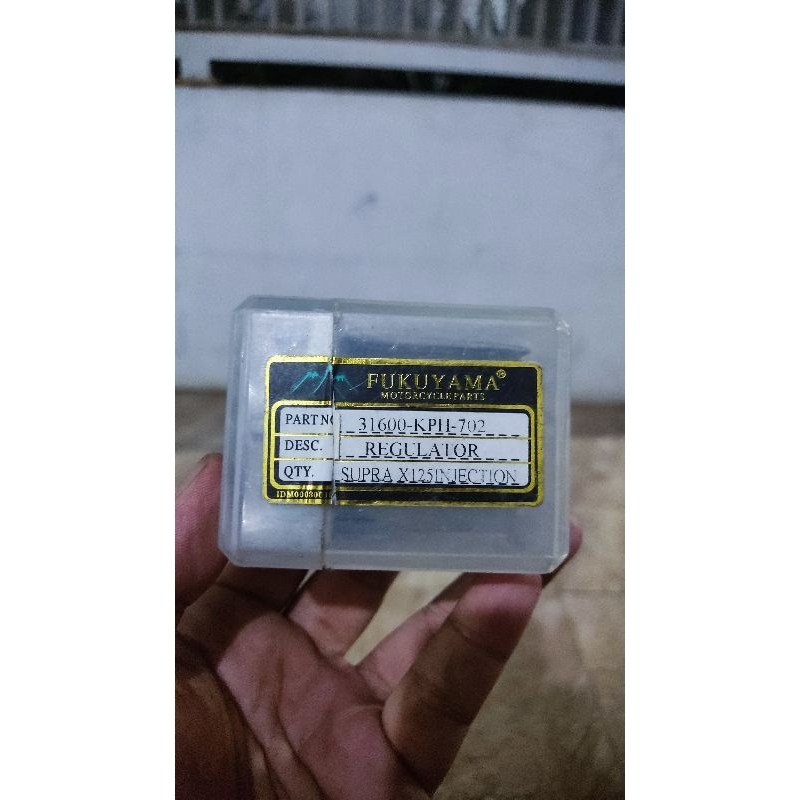 FUKUYAMA®
MOTORCYCLE PARTS
PART NO 31600-KPH-702
DESC. REGULATOR
QTY. SUPRA X125INJECTION